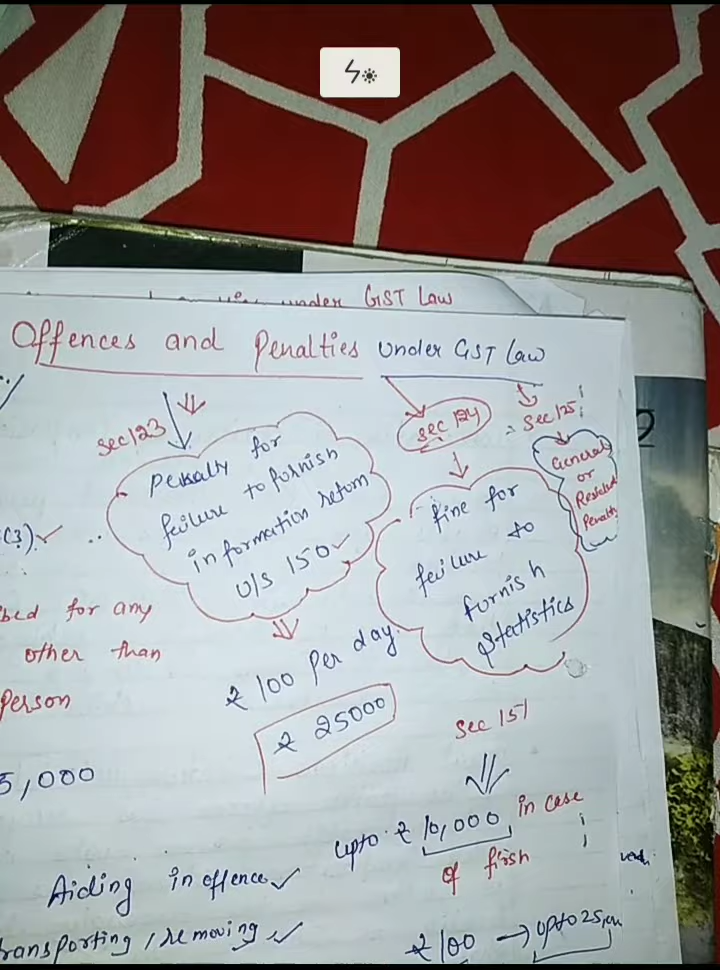 under GST Law
Offences and Penalties under GST Law
sec 123
Penalty for
failure to furnish
information return
U/S 150
₹ 100 Per day
₹ 25000
sec 124
fine for
failure to
furnish
statistics
Sec 151
upto ₹ 10,000 in case
of first
₹ 100 → upto 25,
Sec 125
General
or
Penalty
(3)
bed for any
other than
Person
5,000
Aiding in offence
ransporting / removing
2